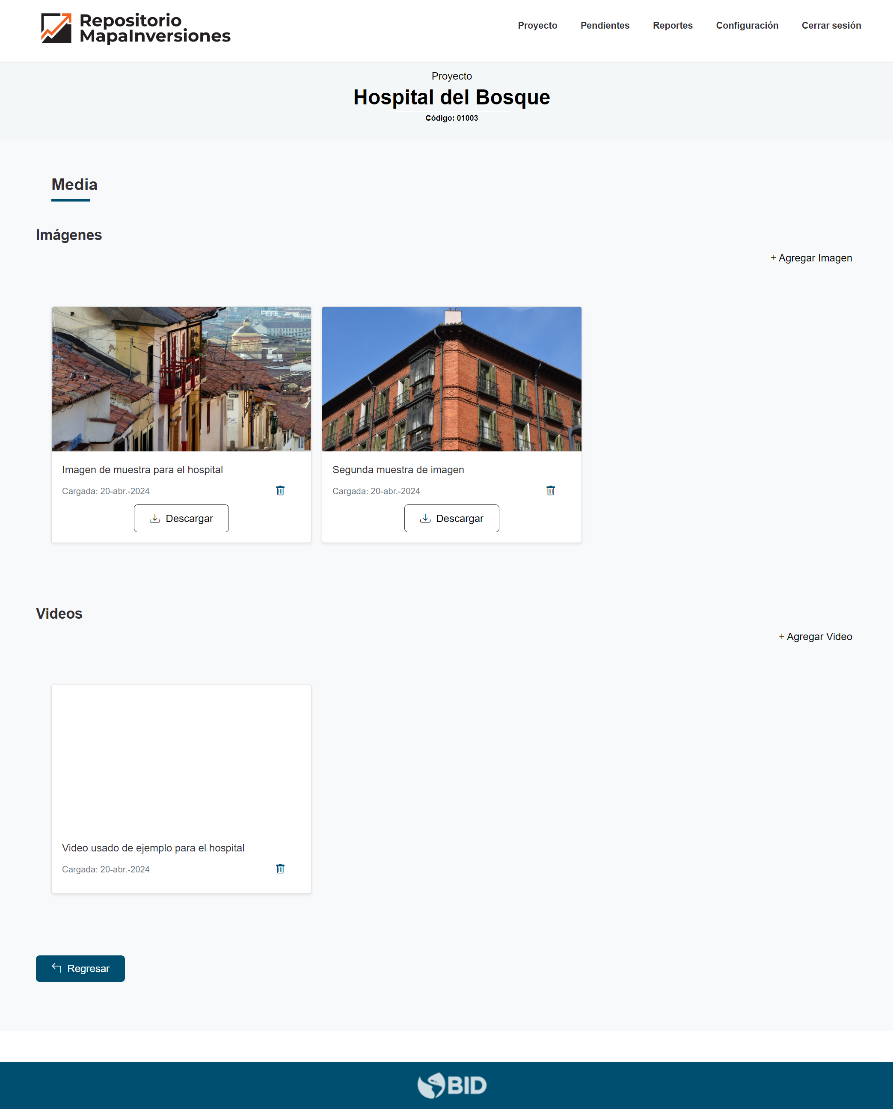 Repositorio
MapaInversiones
Proyecto
Pendientes
Reportes
Configuración
Cerrar sesión
Proyecto
Hospital del Bosque
Código: 01003
Media
Imágenes
+ Agregar Imagen
Imagen de muestra para el hospital
Cargada: 20-abr.-2024
Descargar
Segunda muestra de imagen
Cargada: 20-abr.-2024
Descargar
Videos
+ Agregar Video
Video usado de ejemplo para el hospital
Cargada: 20-abr.-2024
Regresar
BID